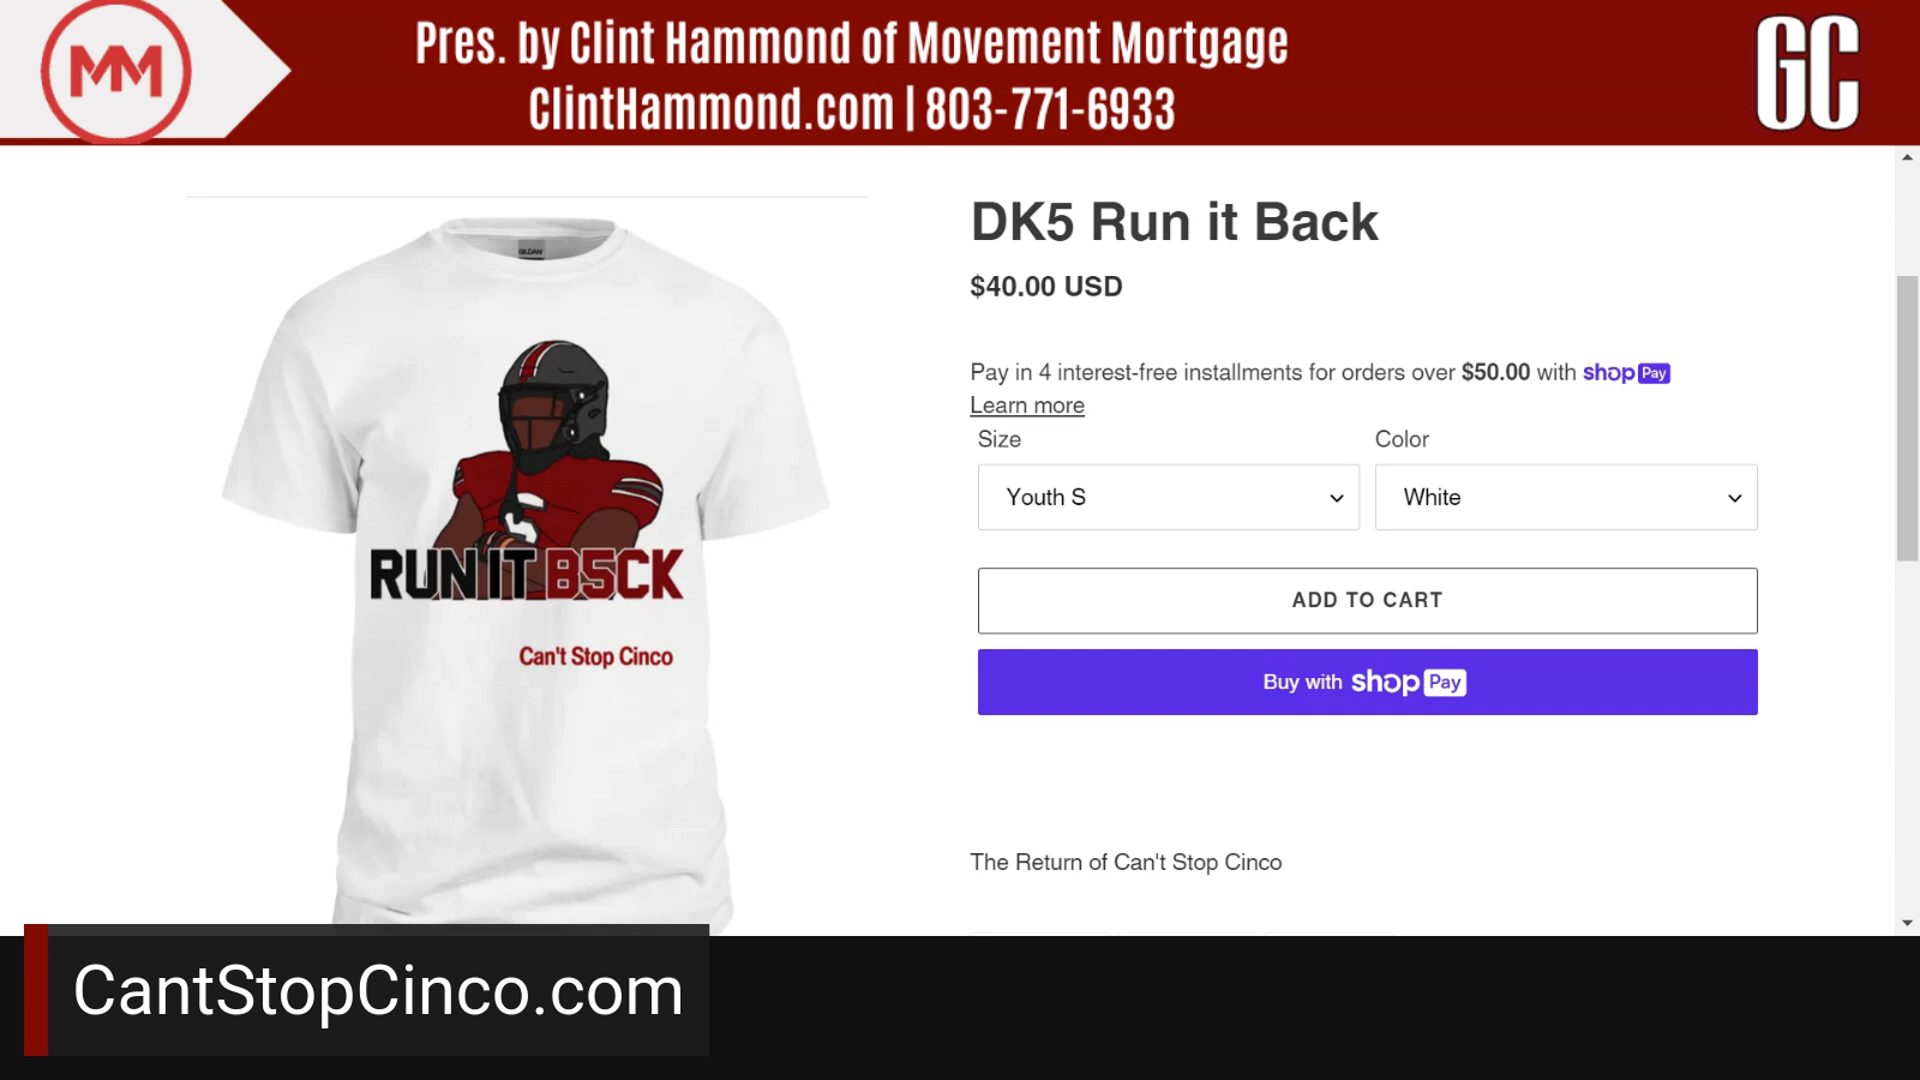 MM
Pres. by Clint Hammond of Movement Mortgage
ClintHammond.com | 803-771-6933
GC
GILDAN
RUN IT B5CK
Can't Stop Cinco
DK5 Run it Back
$40.00 USD
Pay in 4 interest-free installments for orders over $50.00 with shop Pay
Learn more
Size
Color
Youth S
White
ADD TO CART
Buy with shop Pay
The Return of Can't Stop Cinco
CantStopCinco.com